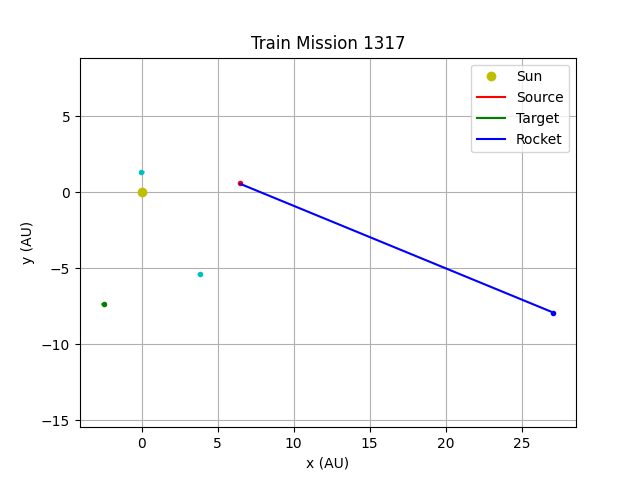 Train Mission 1317
Sun
Source
Target
Rocket
5
0
−5
−10
−15
y (AU)
0
5
10
15
20
25
x (AU)